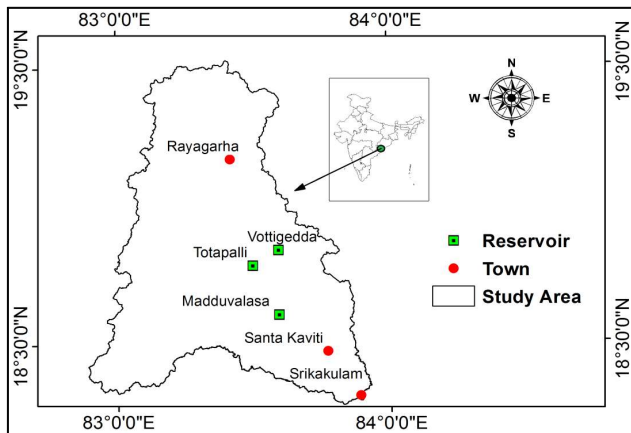 83°0'0"E
84°0'0"E
19°30'0"N
19°30'0"N
N
W
E
S
Rayagarha
Vottigedda
Totapalli
Reservoir
Town
Madduvalasa
Study Area
Santa Kaviti
18°30'0"N
18°30'0"N
Srikakulam
83°0'0"E
84°0'0"E